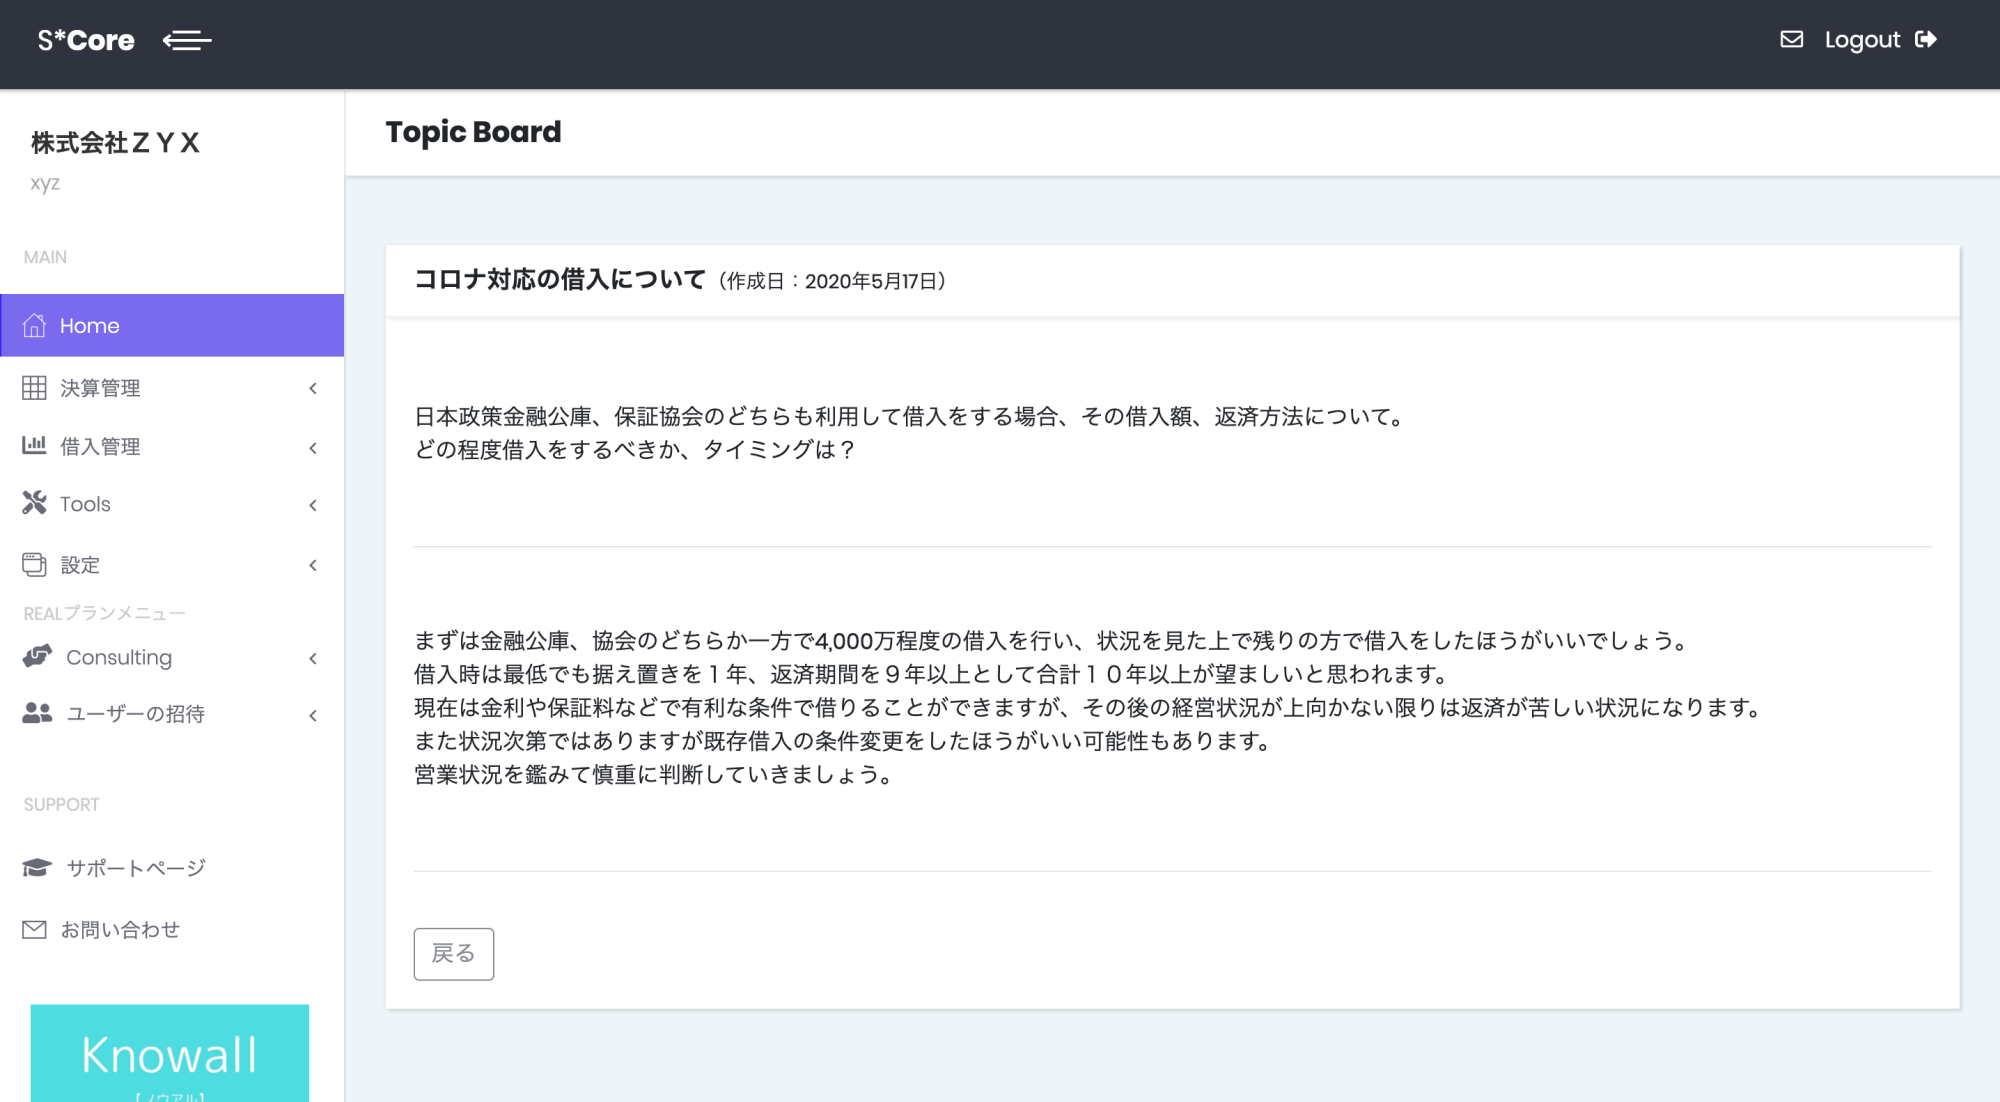 S*Core
Logout
株式会社ＺＹＸ
xyz
MAIN
Home
決算管理
借入管理
Tools
設定
REALプランメニュー
Consulting
ユーザーの招待
SUPPORT
サポートページ
お問い合わせ
Knowall
【ノウアル】
Topic Board
コロナ対応の借入について（作成日：2020年5月17日）
日本政策金融公庫、保証協会のどちらも利用して借入をする場合、その借入額、返済方法について。
どの程度借入をするべきか、タイミングは？
まずは金融公庫、協会のどちらか一方で4,000万程度の借入を行い、状況を見た上で残りの方で借入をしたほうがいいでしょう。
借入時は最低でも据え置きを１年、返済期間を９年以上として合計１０年以上が望ましいと思われます。
現在は金利や保証料などで有利な条件で借りることができますが、その後の経営状況が上向かない限りは返済が苦しい状況になります。
また状況次第ではありますが既存借入の条件変更をしたほうがいい可能性もあります。
営業状況を鑑みて慎重に判断していきましょう。
戻る